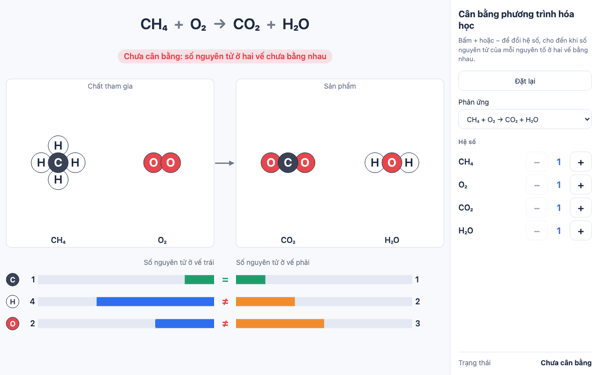 CH₄ + O₂ → CO₂ + H₂O
Chưa cân bằng: số nguyên tử ở hai vế chưa bằng nhau
Chất tham gia
Sản phẩm
H
H C H
H
O O
O C O
H O H
CH₄
O₂
CO₂
H₂O
Số nguyên tử ở vế trái
Số nguyên tử ở vế phải
C 1 = 1
H 4 ≠ 2
O 2 ≠ 3
Cân bằng phương trình hóa
học
Bấm + hoặc − để đổi hệ số, cho đến khi số
nguyên tử của mỗi nguyên tố ở hai vế bằng
nhau.
Đặt lại
Phản ứng
CH₄ + O₂ → CO₂ + H₂O
Hệ số
CH₄ − 1 +
O₂ − 1 +
CO₂ − 1 +
H₂O − 1 +
Trạng thái
Chưa cân bằng